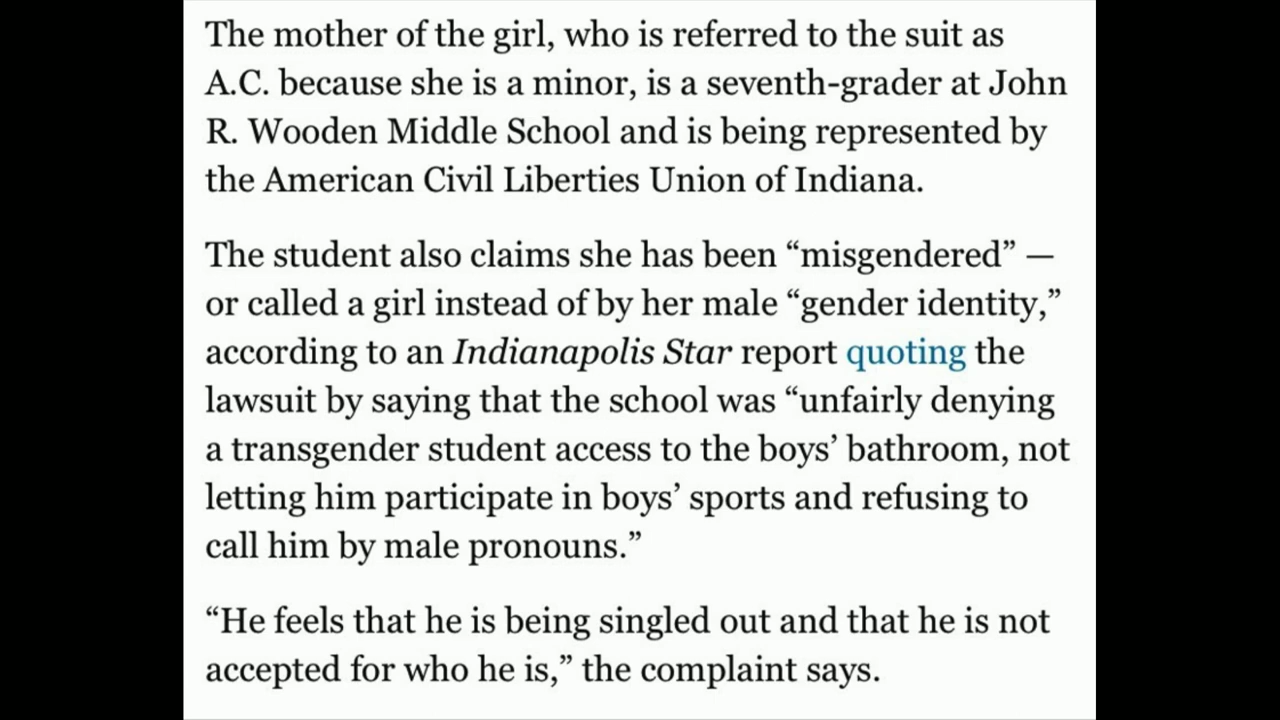 The mother of the girl, who is referred to the suit as
A.C. because she is a minor, is a seventh-grader at John
R. Wooden Middle School and is being represented by
the American Civil Liberties Union of Indiana.
The student also claims she has been “misgendered” —
or called a girl instead of by her male “gender identity,”
according to an Indianapolis Star report quoting the
lawsuit by saying that the school was “unfairly denying
a transgender student access to the boys’ bathroom, not
letting him participate in boys’ sports and refusing to
call him by male pronouns.”
“He feels that he is being singled out and that he is not
accepted for who he is,” the complaint says.